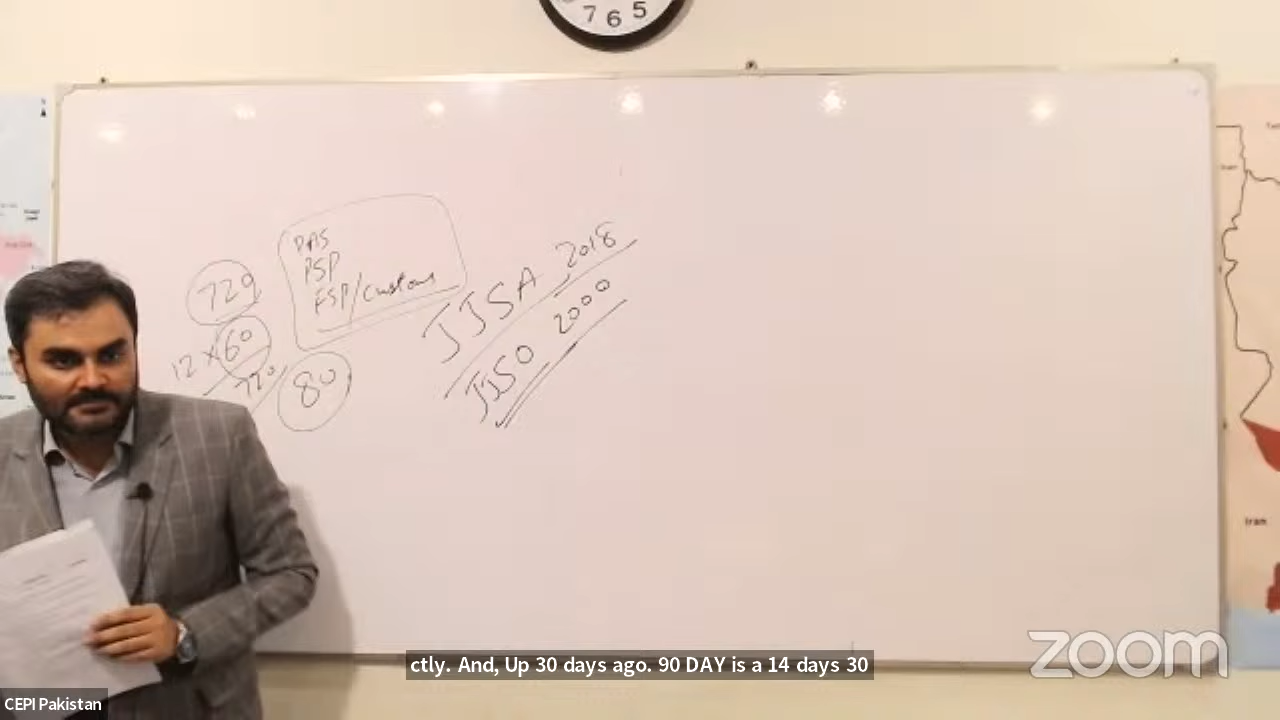 7 6 5
PAS
PSP
FSP/Customs
720
12 × 60
720
80
JJSA 2018
JJSO 2000
Iran
zoom
ctly. And, Up 30 days ago. 90 DAY is a 14 days 30
CEPI Pakistan